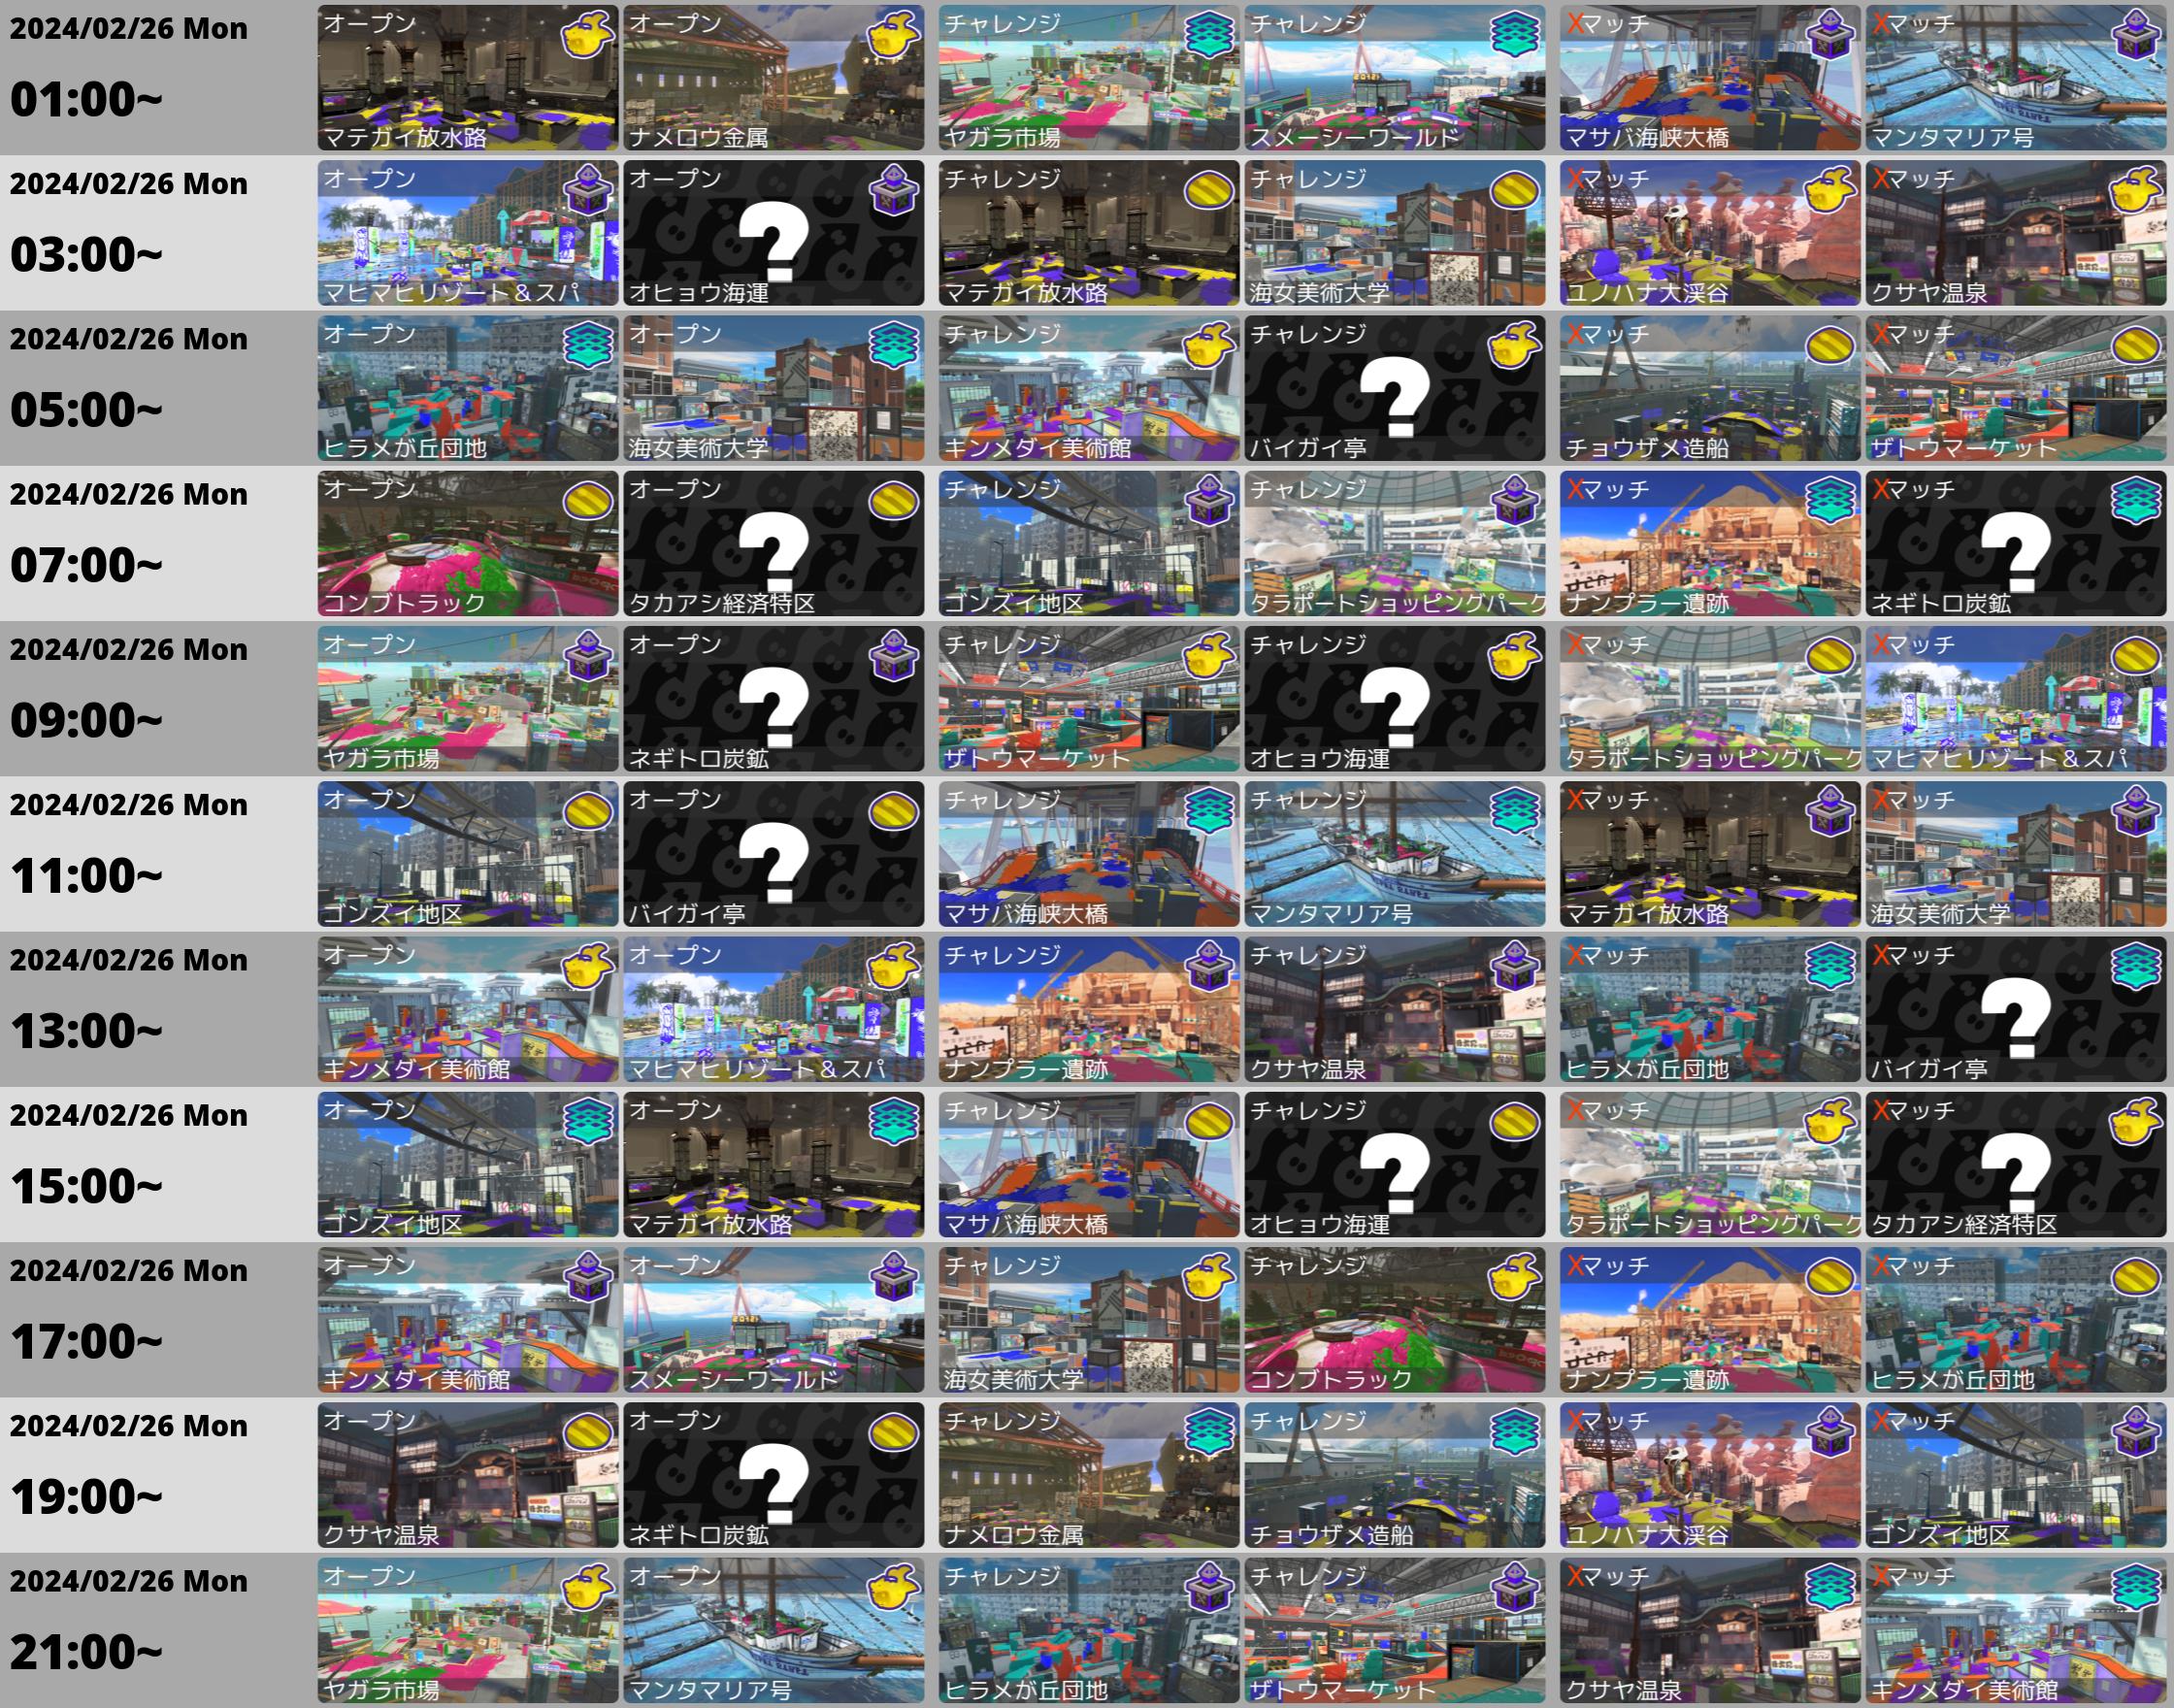 2024/02/26 Mon
01:00~
オープン オープン チャレンジ チャレンジ Xマッチ Xマッチ
マテガイ放水路 ナメロウ金属 ヤガラ市場 スメーシーワールド マサバ海峡大橋 マンタマリア号
2024/02/26 Mon
03:00~
オープン オープン チャレンジ チャレンジ Xマッチ Xマッチ
?
マヒマヒリゾート＆スパ オヒョウ海運 マテガイ放水路 海女美術大学 ユノハナ大渓谷 クサヤ温泉
2024/02/26 Mon
05:00~
オープン オープン チャレンジ チャレンジ Xマッチ Xマッチ
?
ヒラメが丘団地 海女美術大学 キンメダイ美術館 バイガイ亭 チョウザメ造船 ザトウマーケット
2024/02/26 Mon
07:00~
オープン オープン チャレンジ チャレンジ Xマッチ Xマッチ
? ?
コンブトラック タカアシ経済特区 ゴンズイ地区 タラポートショッピングパーク ナンプラー遺跡 ネギトロ炭鉱
2024/02/26 Mon
09:00~
オープン オープン チャレンジ チャレンジ Xマッチ Xマッチ
? ?
ヤガラ市場 ネギトロ炭鉱 ザトウマーケット オヒョウ海運 タラポートショッピングパーク マヒマヒリゾート＆スパ
2024/02/26 Mon
11:00~
オープン オープン チャレンジ チャレンジ Xマッチ Xマッチ
?
ゴンズイ地区 バイガイ亭 マサバ海峡大橋 マンタマリア号 マテガイ放水路 海女美術大学
2024/02/26 Mon
13:00~
オープン オープン チャレンジ チャレンジ Xマッチ Xマッチ
?
キンメダイ美術館 マヒマヒリゾート＆スパ ナンプラー遺跡 クサヤ温泉 ヒラメが丘団地 バイガイ亭
2024/02/26 Mon
15:00~
オープン オープン チャレンジ チャレンジ Xマッチ Xマッチ
? ?
ゴンズイ地区 マテガイ放水路 マサバ海峡大橋 オヒョウ海運 タラポートショッピングパーク タカアシ経済特区
2024/02/26 Mon
17:00~
オープン オープン チャレンジ チャレンジ Xマッチ Xマッチ
キンメダイ美術館 スメーシーワールド 海女美術大学 コンブトラック ナンプラー遺跡 ヒラメが丘団地
2024/02/26 Mon
19:00~
オープン オープン チャレンジ チャレンジ Xマッチ Xマッチ
?
クサヤ温泉 ネギトロ炭鉱 ナメロウ金属 チョウザメ造船 ユノハナ大渓谷 ゴンズイ地区
2024/02/26 Mon
21:00~
オープン オープン チャレンジ チャレンジ Xマッチ Xマッチ
ヤガラ市場 マンタマリア号 ヒラメが丘団地 ザトウマーケット クサヤ温泉 キンメダイ美術館